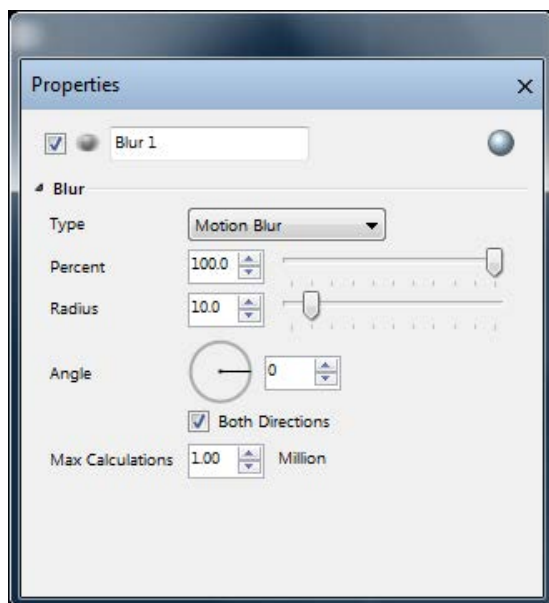 Properties
Blur 1
Blur
Type Motion Blur
Percent 100.0
Radius 10.0
Angle 0
Both Directions
Max Calculations 1.00 Million